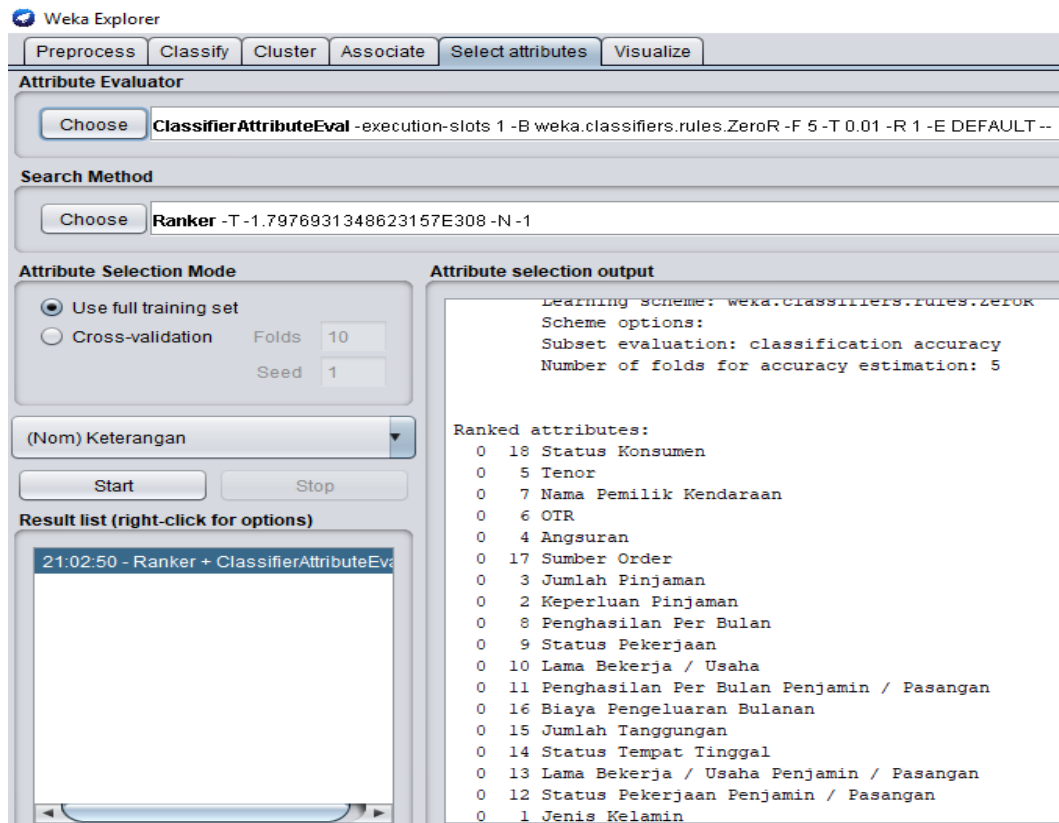 Weka Explorer
Preprocess Classify Cluster Associate Select attributes Visualize
Attribute Evaluator
Choose ClassifierAttributeEval -execution-slots 1 -B weka.classifiers.rules.ZeroR -F 5 -T 0.01 -R 1 -E DEFAULT --
Search Method
Choose Ranker -T -1.7976931348623157E308 -N -1
Attribute Selection Mode
Use full training set
Cross-validation Folds 10
Seed 1
(Nom) Keterangan
Start Stop
Result list (right-click for options)
21:02:50 - Ranker + ClassifierAttributeEva
Attribute selection output
Learning scheme: weka.classifiers.rules.ZeroR
Scheme options:
Subset evaluation: classification accuracy
Number of folds for accuracy estimation: 5
Ranked attributes:
0 18 Status Konsumen
0 5 Tenor
0 7 Nama Pemilik Kendaraan
0 6 OTR
0 4 Angsuran
0 17 Sumber Order
0 3 Jumlah Pinjaman
0 2 Keperluan Pinjaman
0 8 Penghasilan Per Bulan
0 9 Status Pekerjaan
0 10 Lama Bekerja / Usaha
0 11 Penghasilan Per Bulan Penjamin / Pasangan
0 16 Biaya Pengeluaran Bulanan
0 15 Jumlah Tanggungan
0 14 Status Tempat Tinggal
0 13 Lama Bekerja / Usaha Penjamin / Pasangan
0 12 Status Pekerjaan Penjamin / Pasangan
0 1 Jenis Kelamin